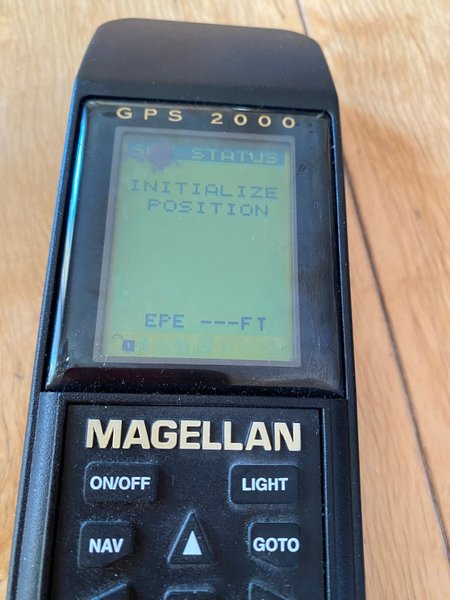 GPS 2000
STATUS
INITIALIZE
POSITION
EPE ---FT
MAGELLAN
ON/OFF LIGHT
NAV GOTO